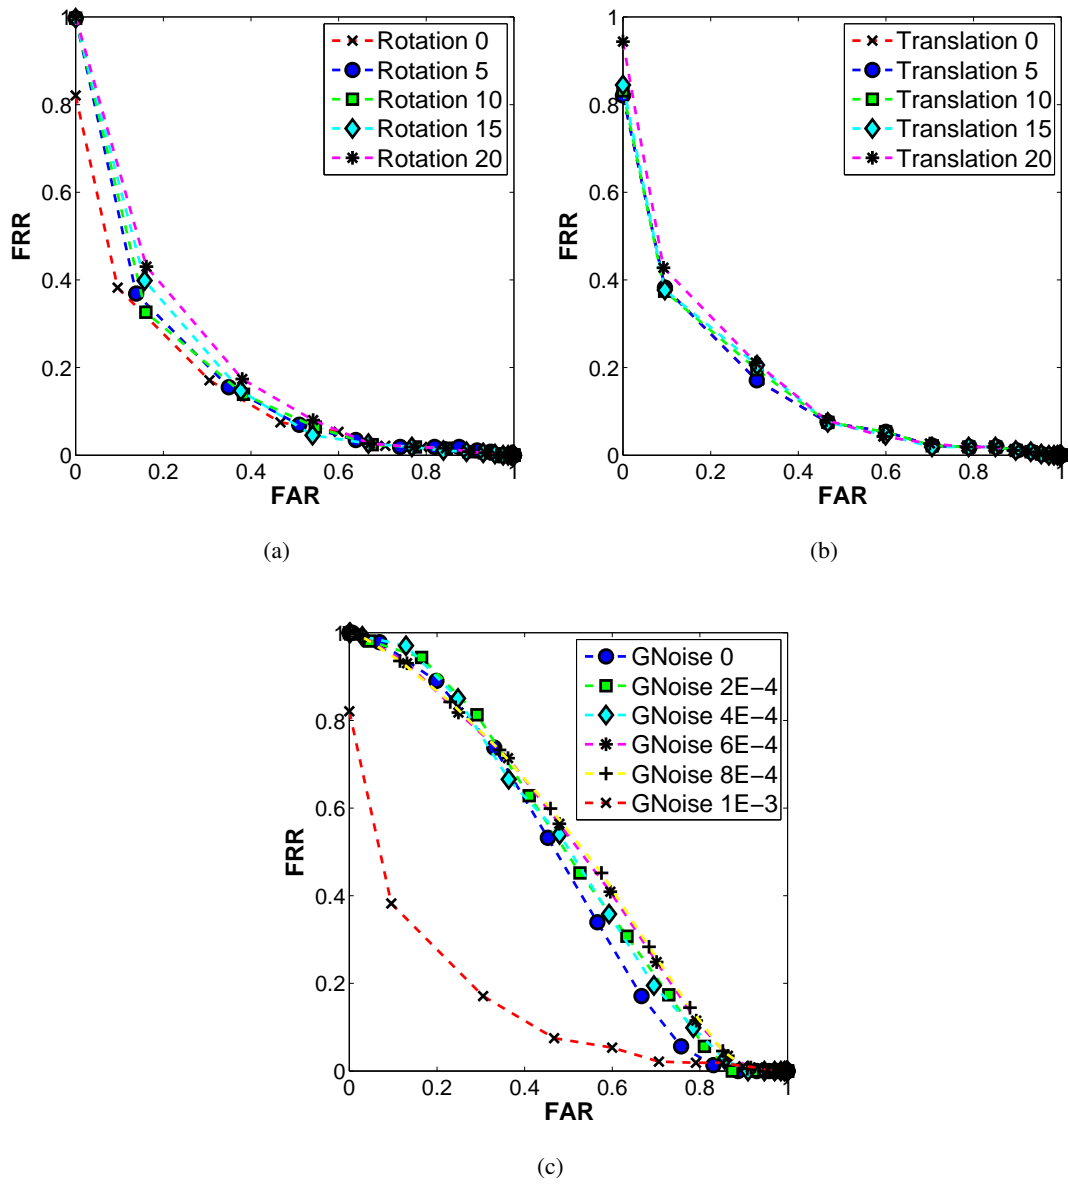 1
0.8
0.6
0.4
0.2
0
0
0.2
0.4
0.6
0.8
1
FRR
FAR
Rotation 0
Rotation 5
Rotation 10
Rotation 15
Rotation 20
(a)
1
0.8
0.6
0.4
0.2
0
0
0.2
0.4
0.6
0.8
1
FRR
FAR
Translation 0
Translation 5
Translation 10
Translation 15
Translation 20
(b)
1
0.8
0.6
0.4
0.2
0
0
0.2
0.4
0.6
0.8
1
FRR
FAR
GNoise 0
GNoise 2E−4
GNoise 4E−4
GNoise 6E−4
GNoise 8E−4
GNoise 1E−3
(c)